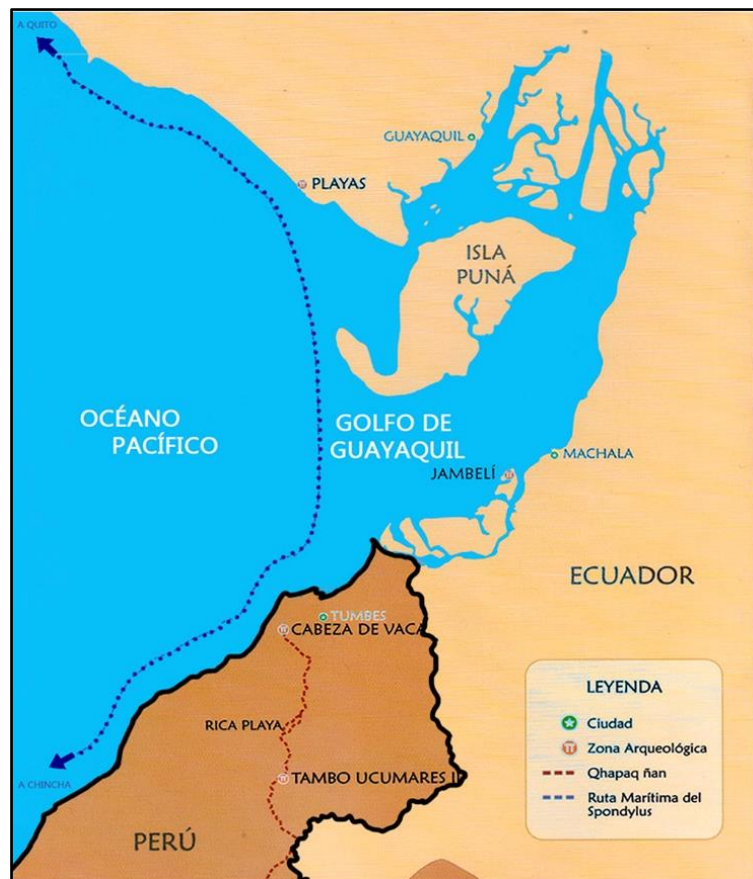 A QUITO
GUAYAQUIL
PLAYAS
ISLA
PUNÁ
OCÉANO
PACÍFICO
GOLFO DE
GUAYAQUIL
MACHALA
JAMBELÍ
ECUADOR
TUMBES
CABEZA DE VACA
RICA PLAYA
TAMBO UCUMARES I
A CHINCHA
PERÚ
LEYENDA
Ciudad
Zona Arqueológica
Qhapaq ñan
Ruta Marítima del
Spondylus